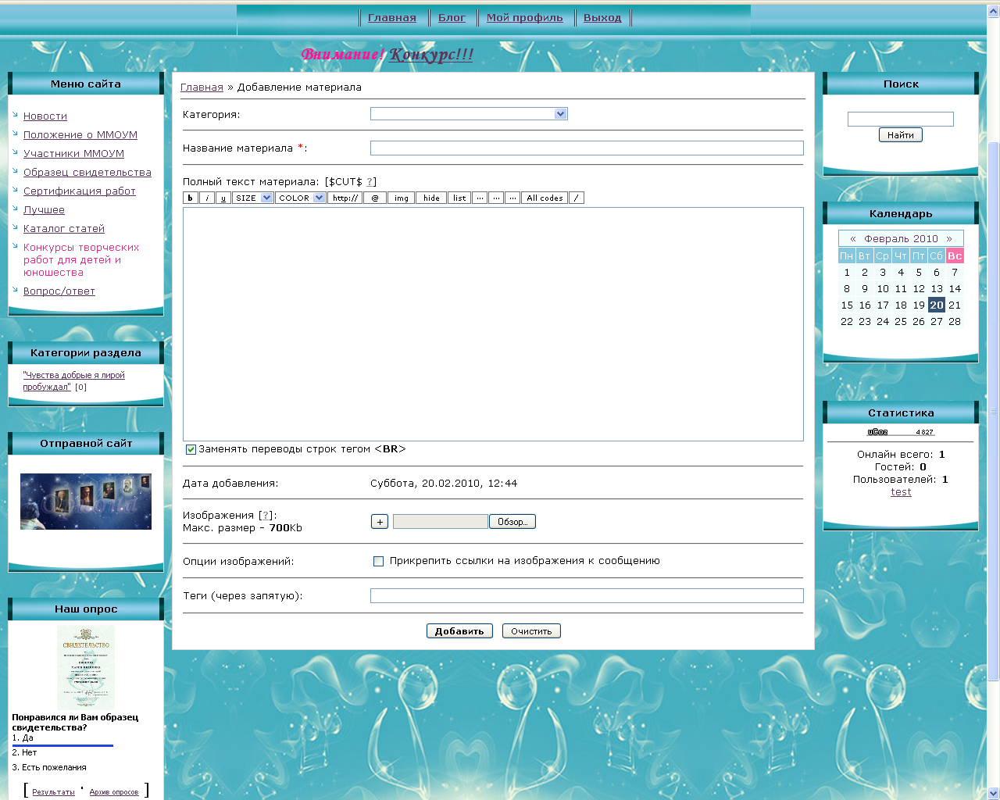 Главная
Блог
Мой профиль
Выход
Внимание! Конкурс!!!
Меню сайта
Новости
Положение о ММОУМ
Участники ММОУМ
Образец свидетельства
Сертификация работ
Лучшее
Каталог статей
Конкурсы творческих
работ для детей и
юношества
Вопрос/ответ
Категории раздела
"Чувства добрые я лирой
пробуждал" [0]
Отправной сайт
Наш опрос
СВИДЕТЕЛЬСТВО
Понравился ли Вам образец
свидетельства?
1. Да
2. Нет
3. Есть пожелания
[ Результаты · Архив опросов ]
Главная » Добавление материала
Категория:
Название материала *:
Полный текст материала: [$CUT$ ?]
b i u SIZE COLOR http:// @ img hide list ... ... ... All codes /
Заменять переводы строк тегом <BR>
Дата добавления: Суббота, 20.02.2010, 12:44
Изображения [?]:
Макс. размер - 700Kb
+ Обзор...
Опции изображений: Прикрепить ссылки на изображения к сообщению
Теги (через запятую):
Добавить Очистить
Поиск
Найти
Календарь
« Февраль 2010 »
Пн Вт Ср Чт Пт Сб Вс
1 2 3 4 5 6 7
8 9 10 11 12 13 14
15 16 17 18 19 20 21
22 23 24 25 26 27 28
Статистика
uCoz 4827
Онлайн всего: 1
Гостей: 0
Пользователей: 1
test